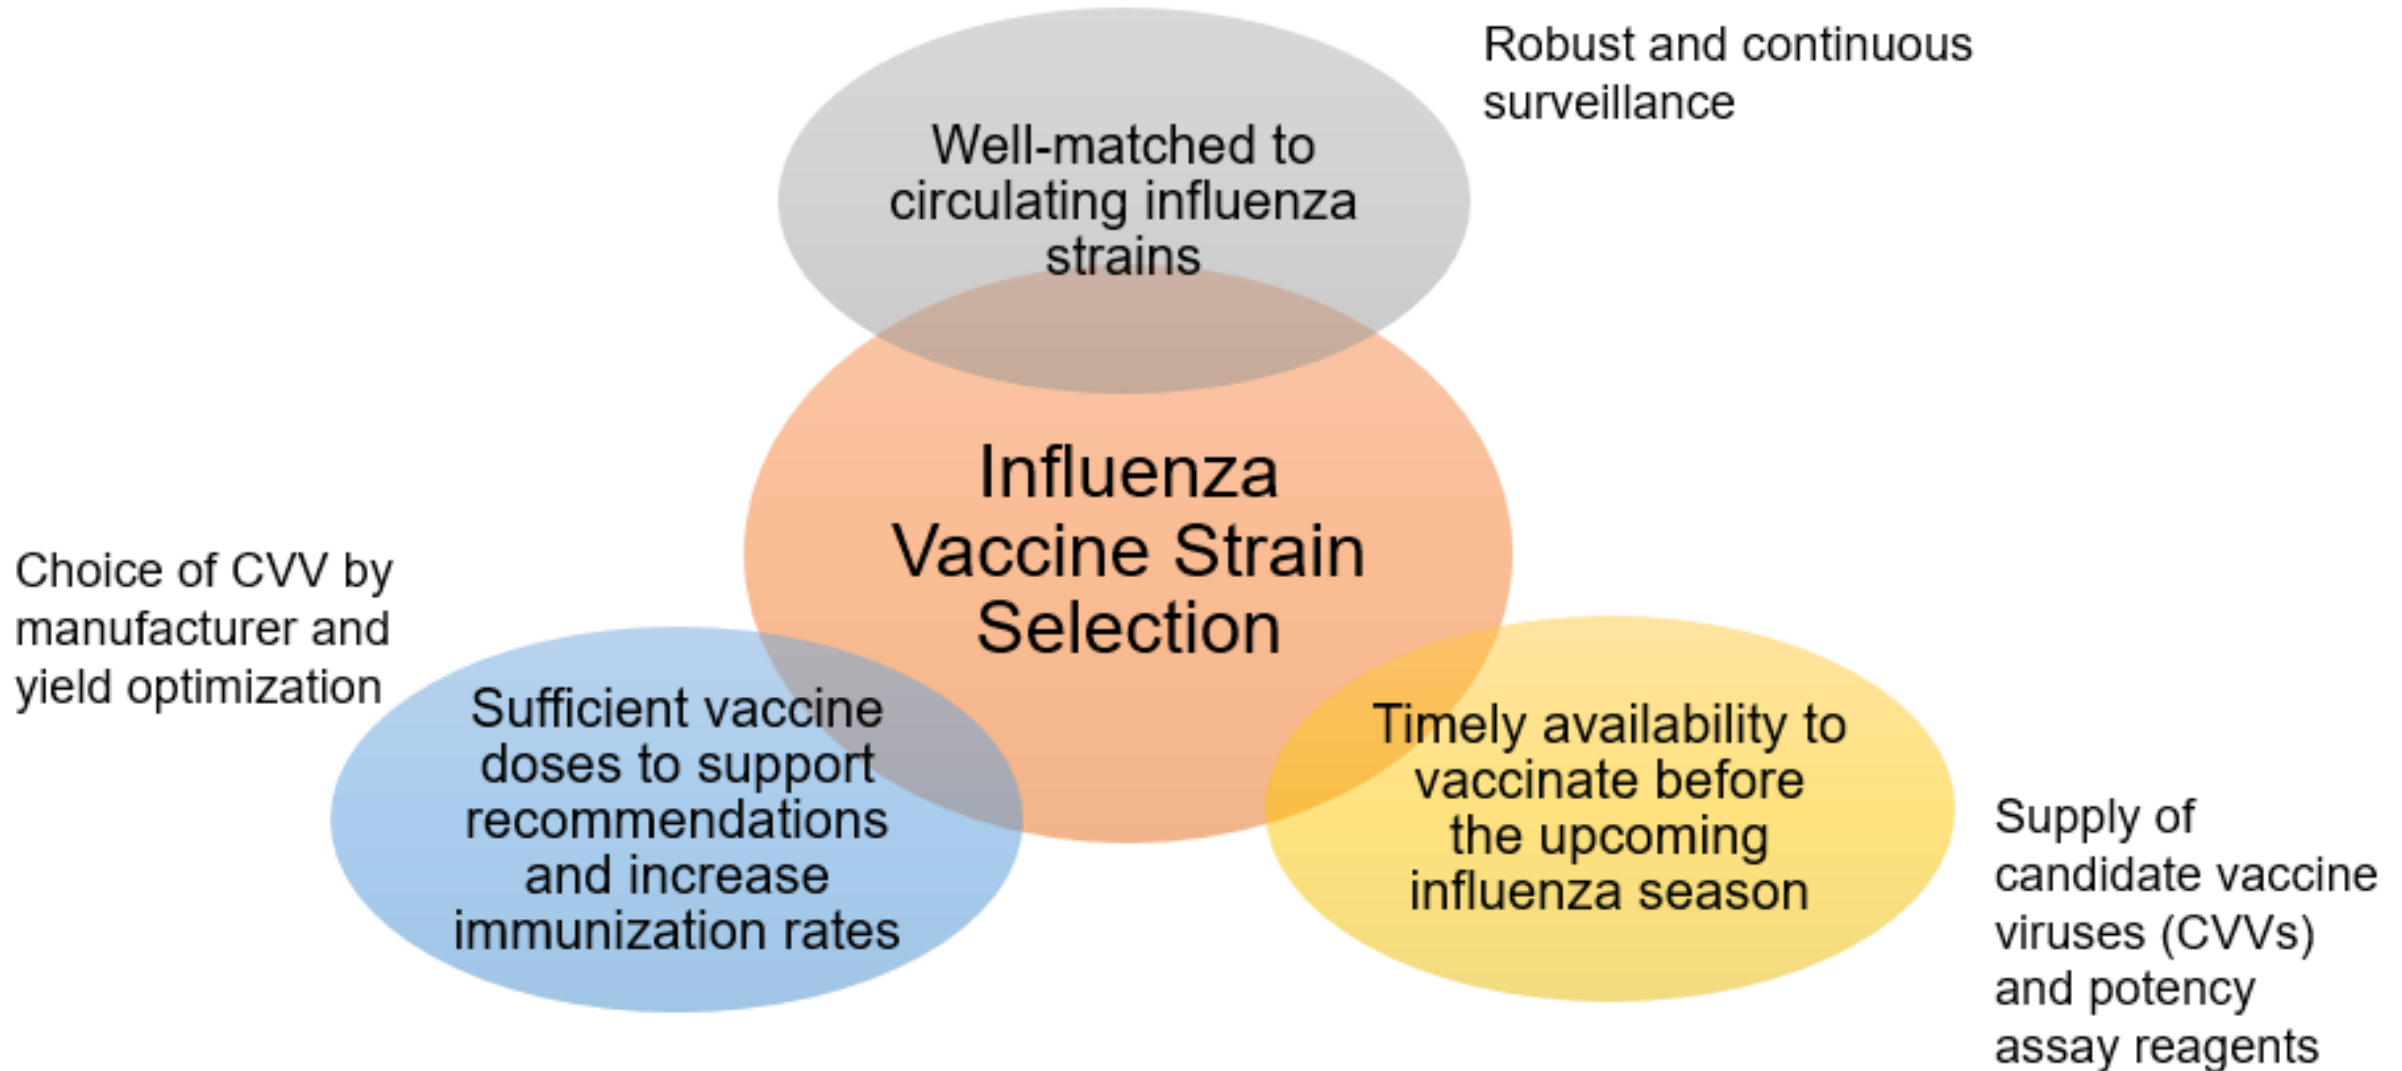 Robust and continuous
surveillance
Well-matched to
circulating influenza
strains
Influenza
Vaccine Strain
Selection
Choice of CVV by
manufacturer and
yield optimization
Sufficient vaccine
doses to support
recommendations
and increase
immunization rates
Timely availability to
vaccinate before
the upcoming
influenza season
Supply of
candidate vaccine
viruses (CVVs)
and potency
assay reagents